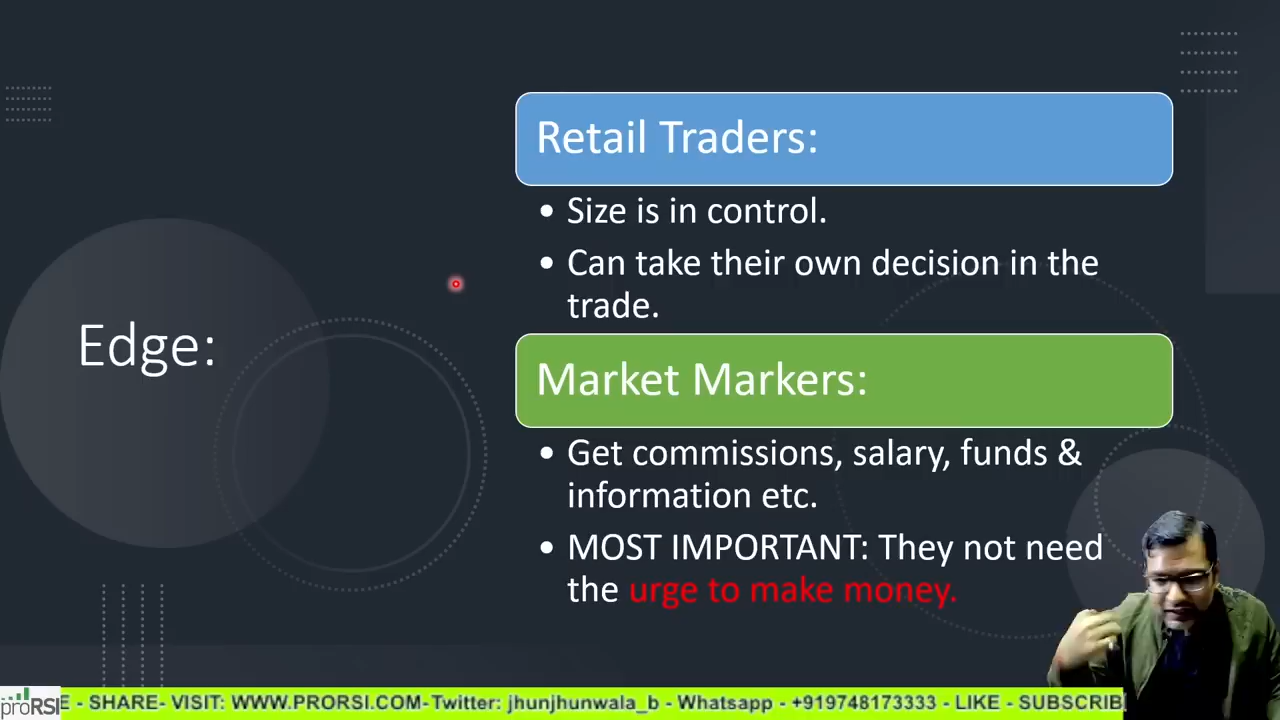 Retail Traders:
• Size is in control.
• Can take their own decision in the
trade.
Edge:
Market Markers:
• Get commissions, salary, funds &
information etc.
• MOST IMPORTANT: They not need
the urge to make money.
proRSI
E - SHARE- VISIT: WWW.PRORSI.COM-Twitter: jhunjhunwala_b - Whatsapp - +919748173333 - LIKE - SUBSCRIB